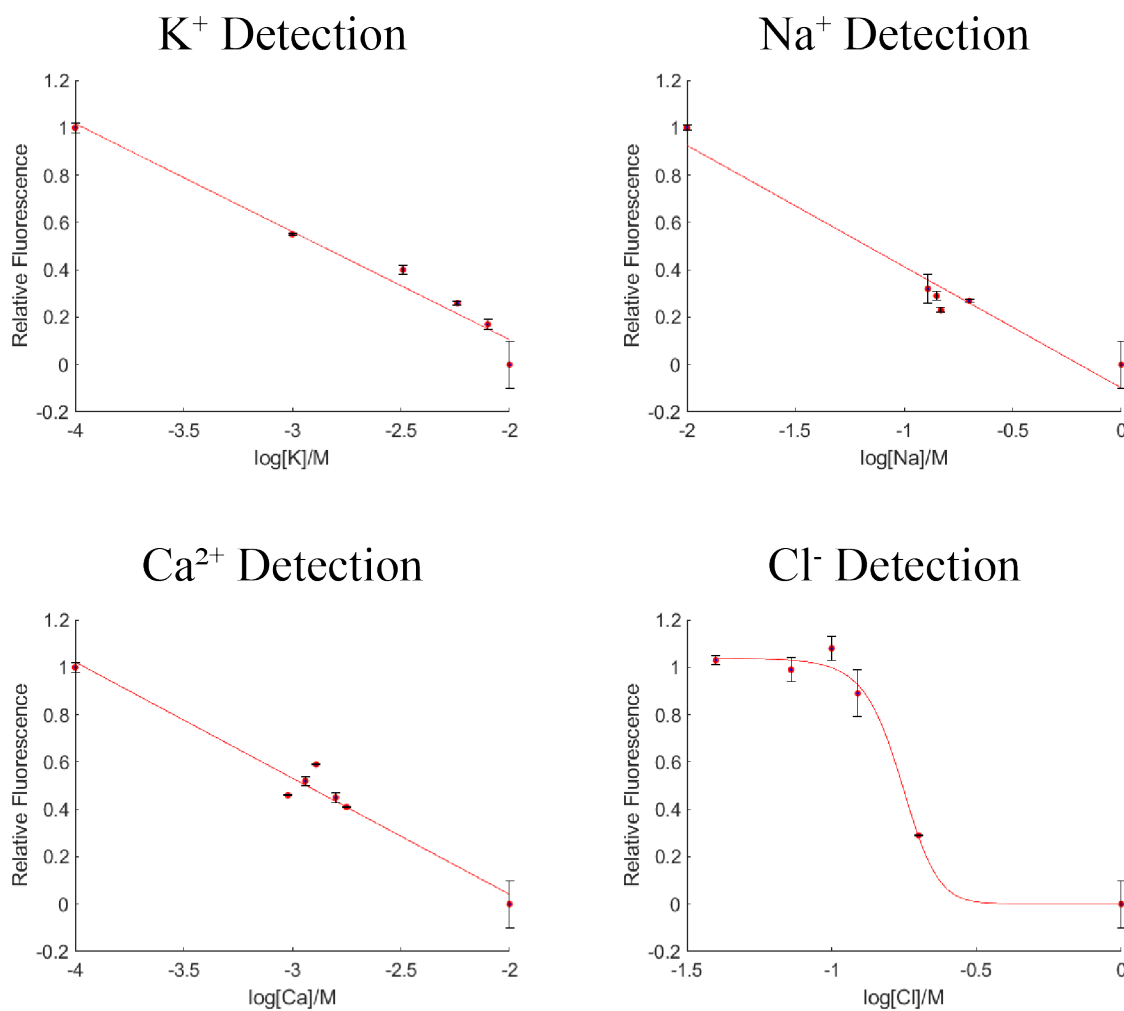 K⁺ Detection
1.2
1
0.8
0.6
0.4
0.2
0
-0.2
Relative Fluorescence
-4 -3.5 -3 -2.5 -2
log[K]/M
Na⁺ Detection
1.2
1
0.8
0.6
0.4
0.2
0
-0.2
Relative Fluorescence
-2 -1.5 -1 -0.5 0
log[Na]/M
Ca²⁺ Detection
1.2
1
0.8
0.6
0.4
0.2
0
-0.2
Relative Fluorescence
-4 -3.5 -3 -2.5 -2
log[Ca]/M
Cl⁻ Detection
1.2
1
0.8
0.6
0.4
0.2
0
-0.2
Relative Fluorescence
-1.5 -1 -0.5 0
log[Cl]/M